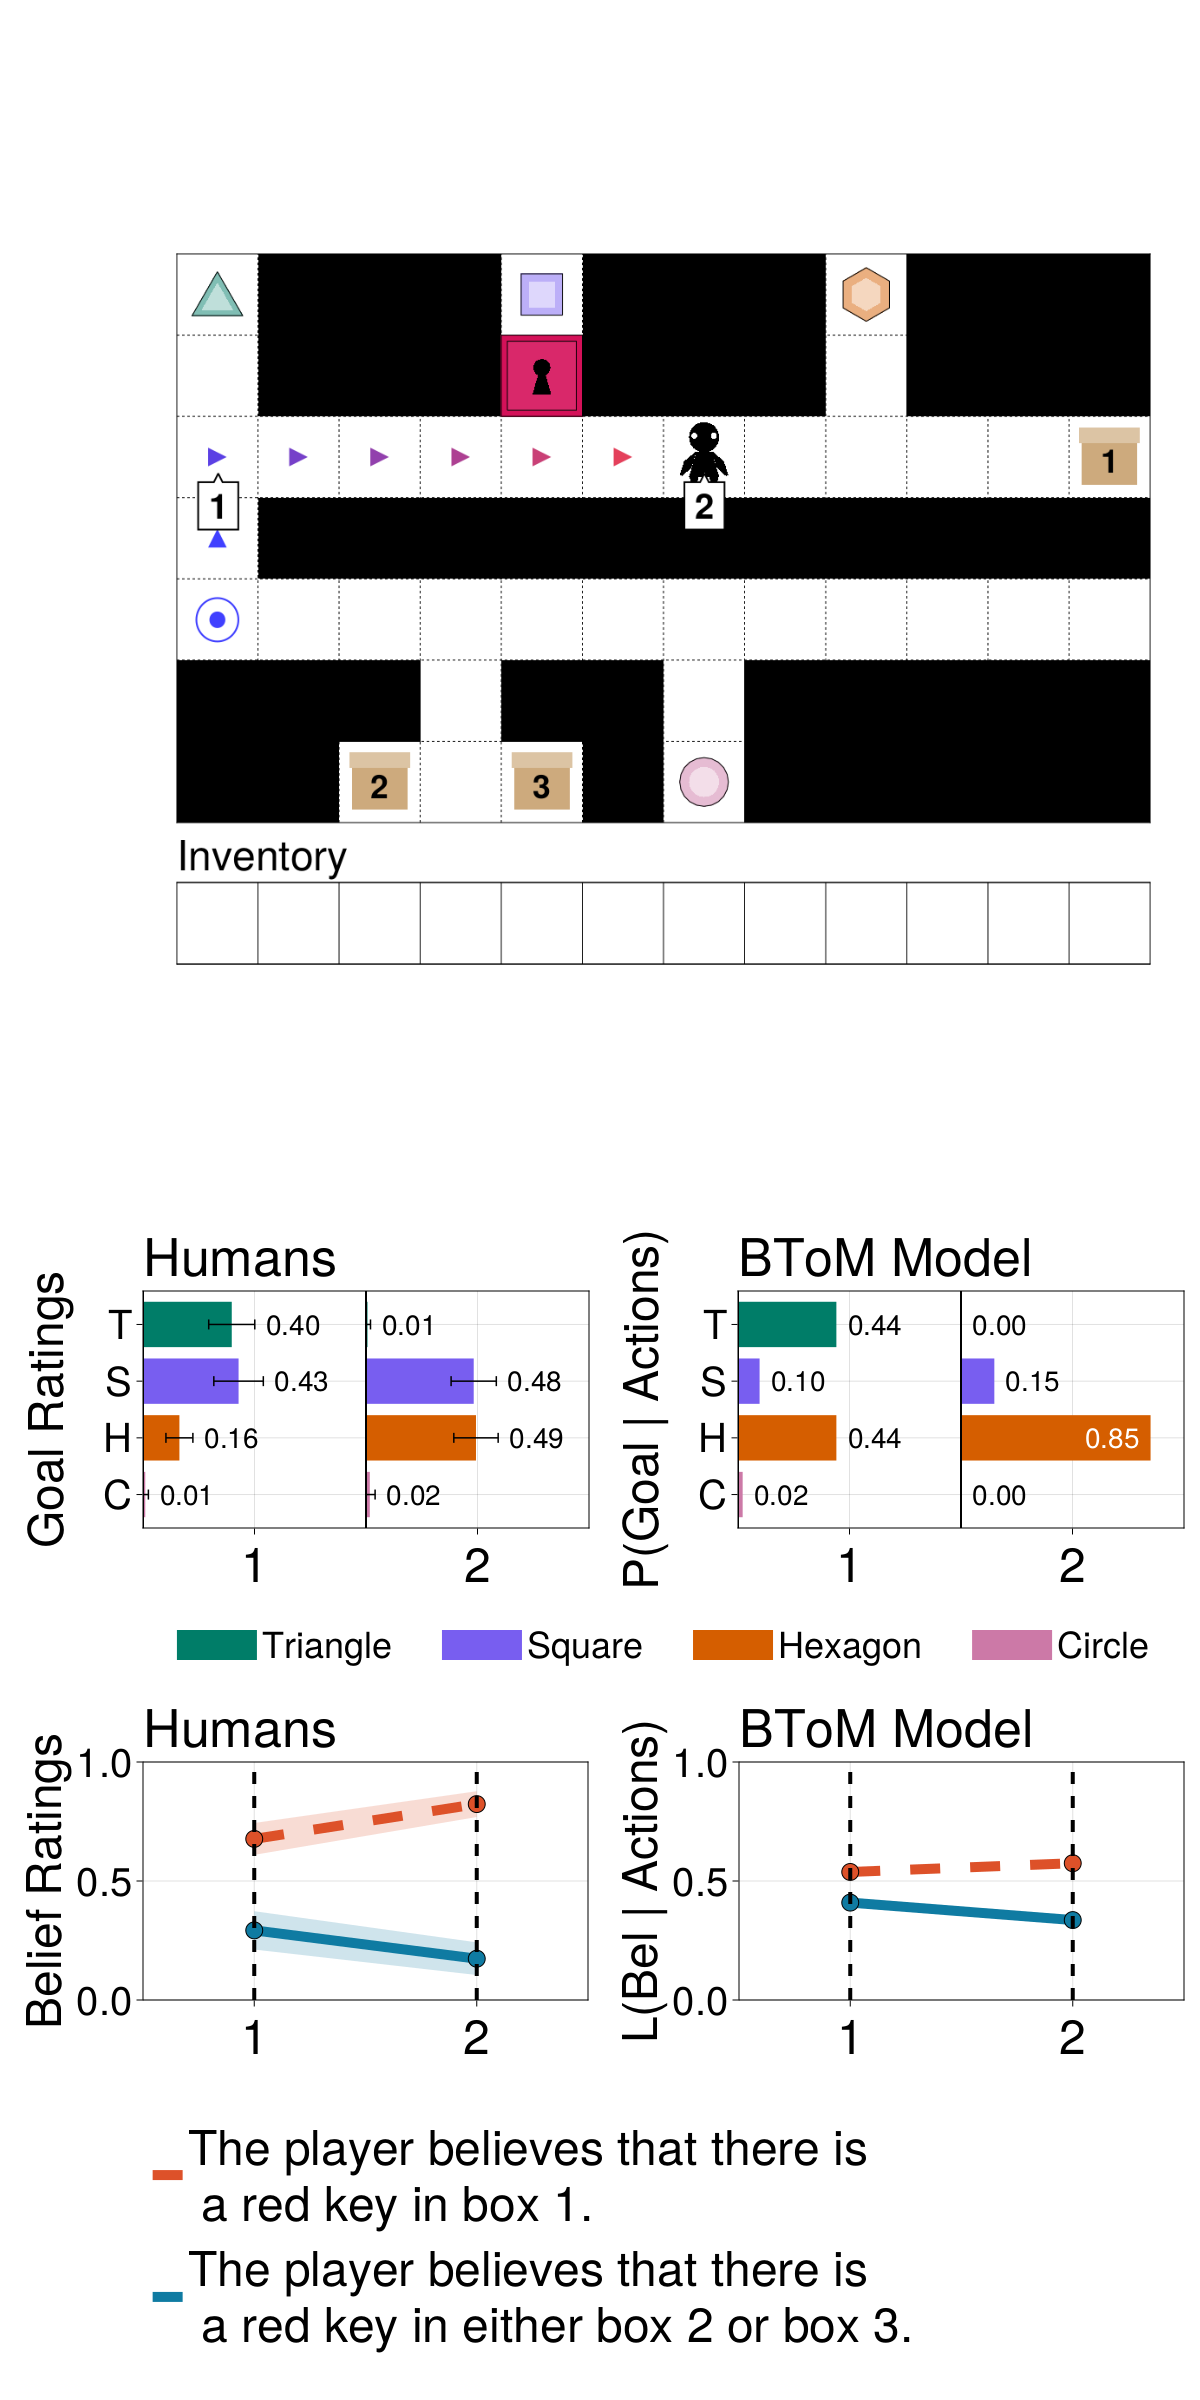 1
1
2
2
3
Inventory
Humans
BToM Model
Goal Ratings
T
0.40
0.01
S
0.43
0.48
H
0.16
0.49
C
0.01
0.02
1
2
P(Goal | Actions)
T
0.44
0.00
S
0.10
0.15
H
0.44
0.85
C
0.02
0.00
1
2
Triangle
Square
Hexagon
Circle
Humans
BToM Model
Belief Ratings
1.0
0.5
0.0
1
2
L(Bel | Actions)
1.0
0.5
0.0
1
2
The player believes that there is
a red key in box 1.
The player believes that there is
a red key in either box 2 or box 3.